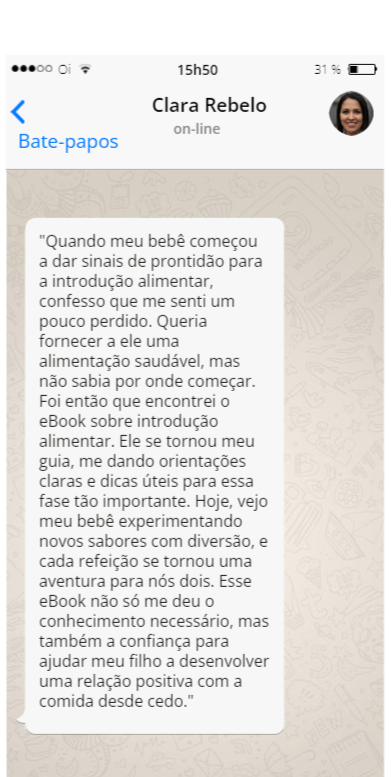 Oi
15h50
31 %
Clara Rebelo
on-line
Bate-papos
"Quando meu bebê começou
a dar sinais de prontidão para
a introdução alimentar,
confesso que me senti um
pouco perdido. Queria
fornecer a ele uma
alimentação saudável, mas
não sabia por onde começar.
Foi então que encontrei o
eBook sobre introdução
alimentar. Ele se tornou meu
guia, me dando orientações
claras e dicas úteis para essa
fase tão importante. Hoje, vejo
meu bebê experimentando
novos sabores com diversão, e
cada refeição se tornou uma
aventura para nós dois. Esse
eBook não só me deu o
conhecimento necessário, mas
também a confiança para
ajudar meu filho a desenvolver
uma relação positiva com a
comida desde cedo."